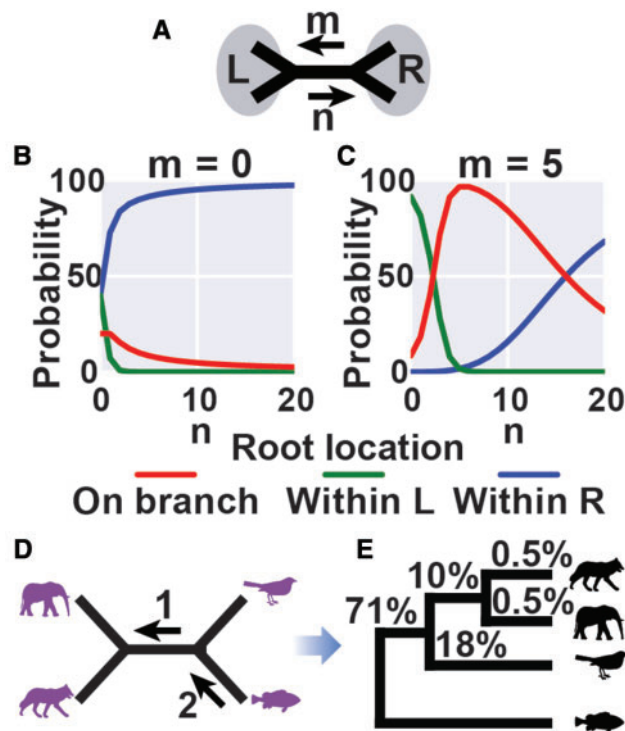 A
m
L R
n
B C
m = 0 m = 5
Probability 100 50 0
0 10 20
n
Probability 100 50 0
0 10 20
n
Root location
On branch Within L Within R
D E
1
2
0.5%
10%
0.5%
71%
18%